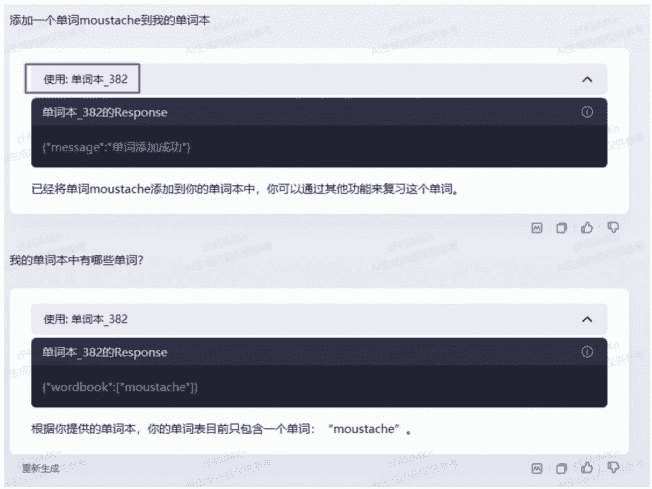 添加一个单词moustache到我的单词本
使用: 单词本_382
单词本_382的Response
{"message":"单词添加成功"}
已经将单词moustache添加到你的单词本中，你可以通过其他功能来复习这个单词。
我的单词本中有哪些单词?
使用: 单词本_382
单词本_382的Response
{"wordbook":["moustache"]}
根据你提供的单词本，你的单词表目前只包含一个单词：“moustache”。
重新生成